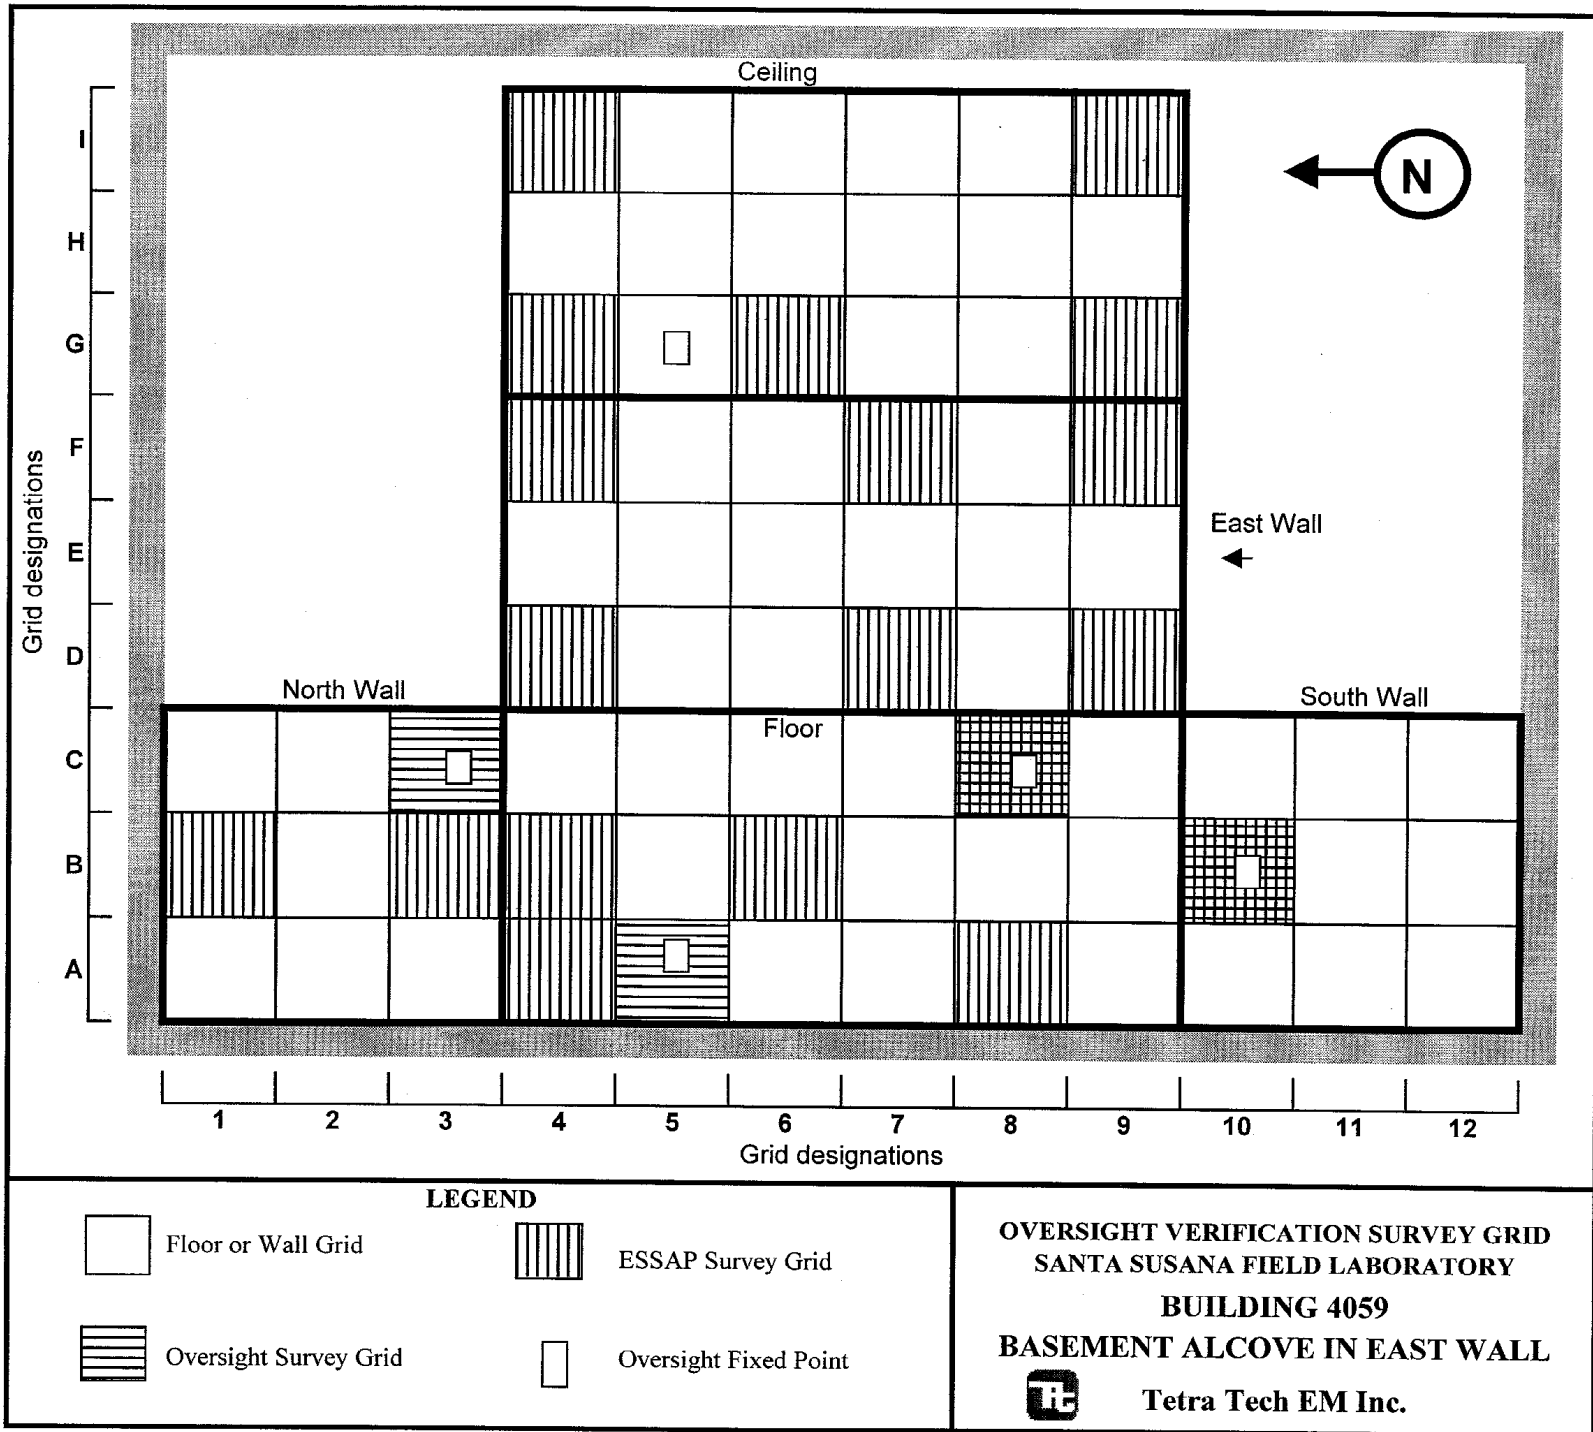 Ceiling
I
N
H
G
Grid designations
F
East Wall
E
D
North Wall
South Wall
Floor
C
B
A
1 2 3 4 5 6 7 8 9 10 11 12
Grid designations
LEGEND
Floor or Wall Grid
ESSAP Survey Grid
Oversight Survey Grid
Oversight Fixed Point
OVERSIGHT VERIFICATION SURVEY GRID
SANTA SUSANA FIELD LABORATORY
BUILDING 4059
BASEMENT ALCOVE IN EAST WALL
Tt
Tetra Tech EM Inc.